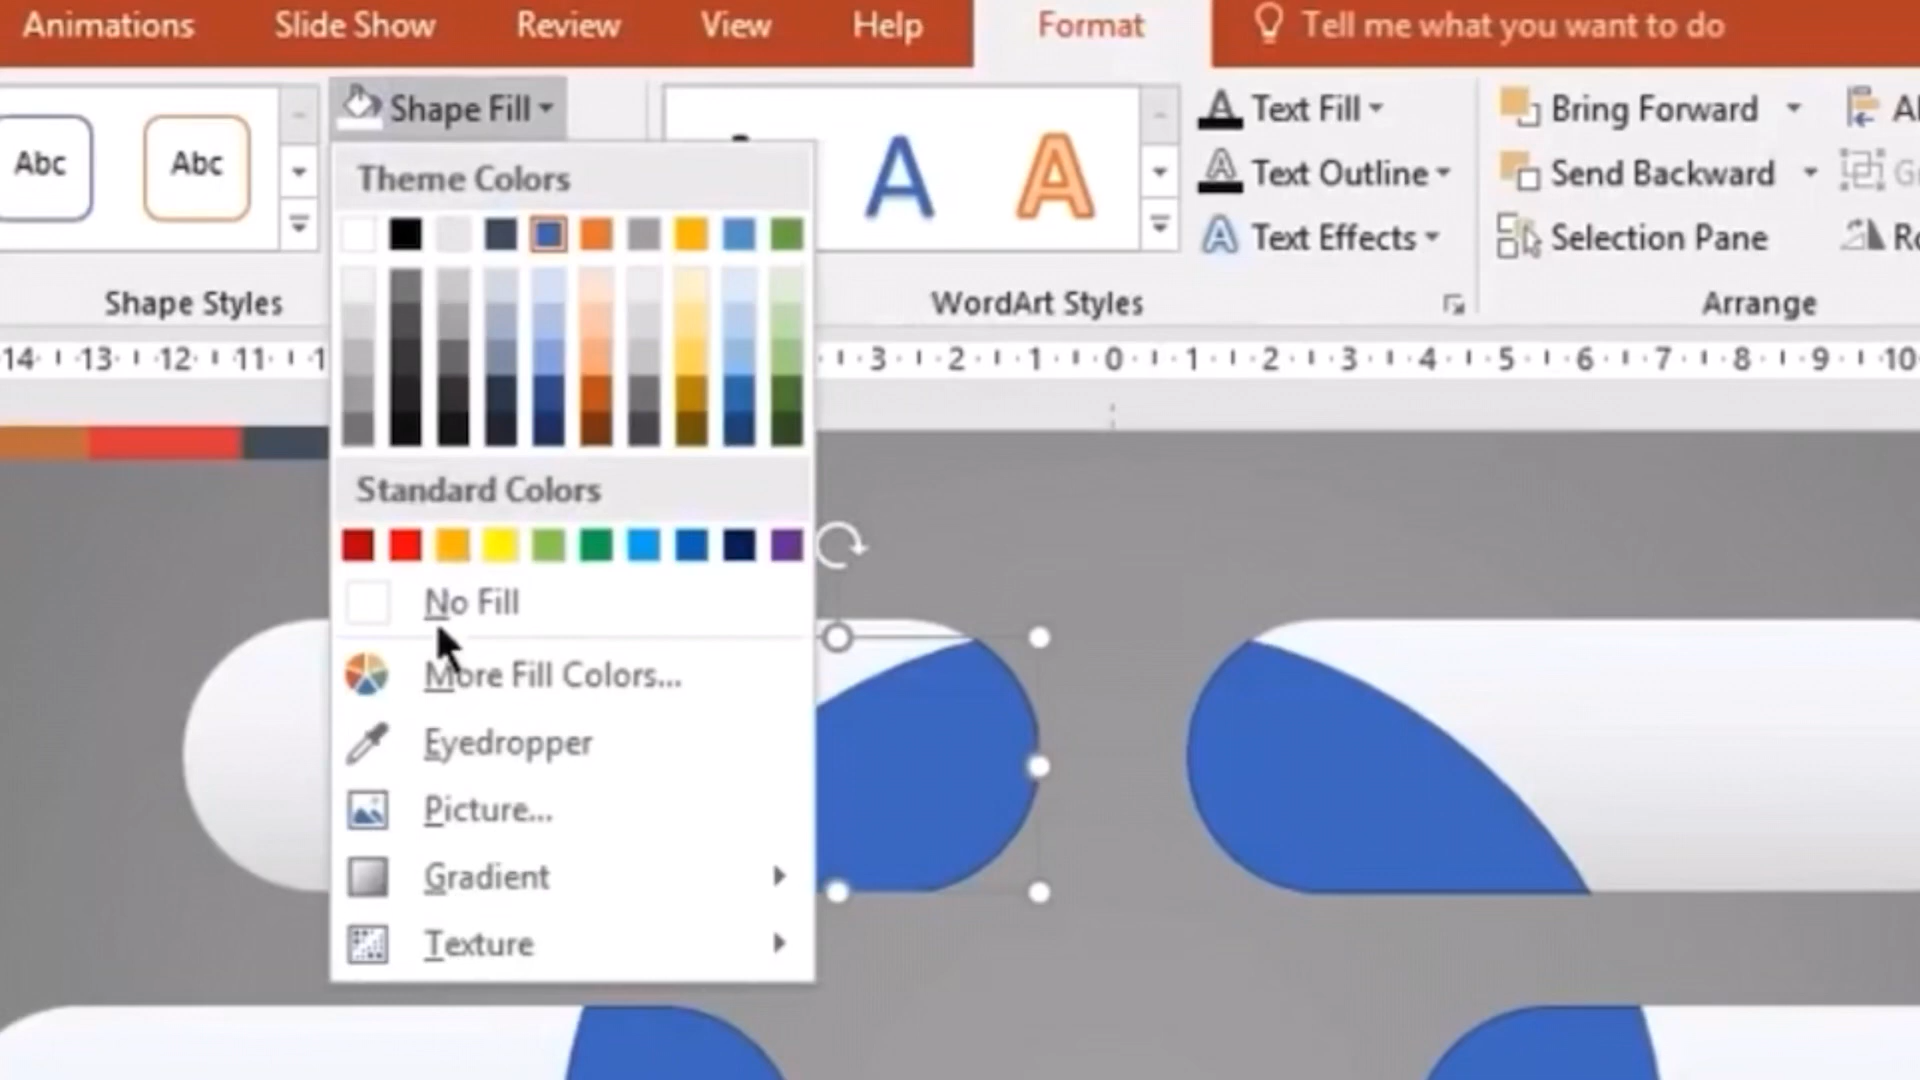 Animations Slide Show Review View Help Format Tell me what you want to do
Abc Abc Shape Fill A A Text Fill Bring Forward
Text Outline Send Backward
Text Effects Selection Pane
Shape Styles WordArt Styles Arrange
14 13 12 11 1 3 2 1 0 1 2 3 4 5 6 7 8 9 10
Theme Colors
Standard Colors
No Fill
More Fill Colors...
Eyedropper
Picture...
Gradient
Texture